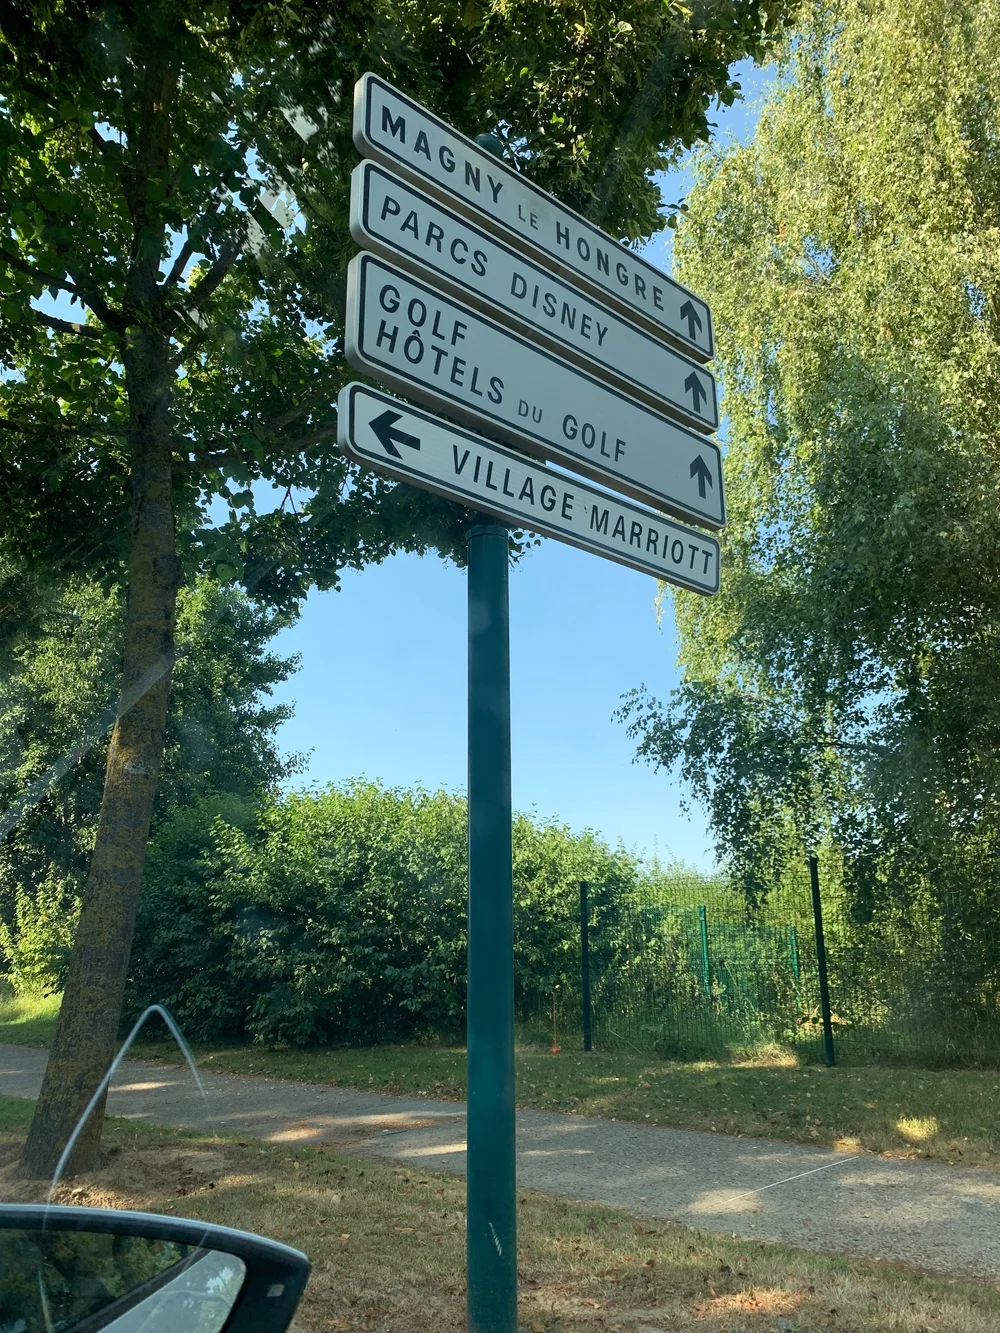 MAGNY LE HONGRE
PARCS DISNEY
GOLF
HÔTELS DU GOLF
VILLAGE MARRIOTT